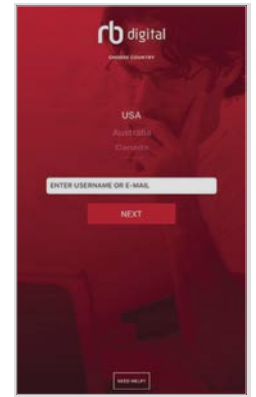 rb digital
CHOOSE COUNTRY
USA
Australia
Canada
ENTER USERNAME OR E-MAIL
NEXT
NEED HELP?